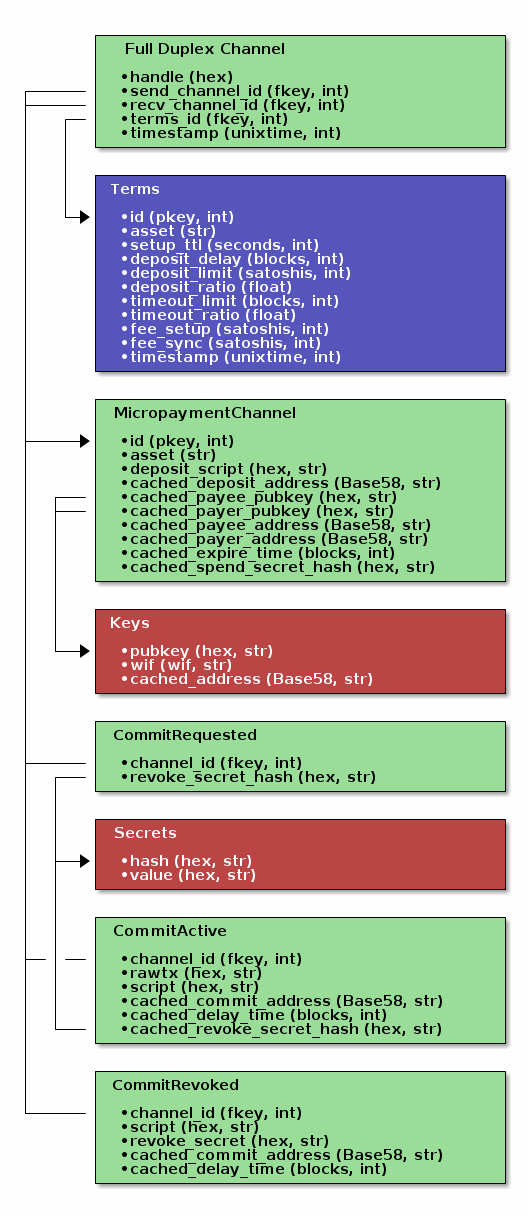 Full Duplex Channel
•handle (hex)
•send_channel_id (fkey, int)
•recv_channel_id (fkey, int)
•terms_id (fkey, int)
•timestamp (unixtime, int)
Terms
•id (pkey, int)
•asset (str)
•setup_ttl (seconds, int)
•deposit_delay (blocks, int)
•deposit_limit (satoshis, int)
•deposit_ratio (float)
•timeout_limit (blocks, int)
•timeout_ratio (float)
•fee_setup (satoshis, int)
•fee_sync (satoshis, int)
•timestamp (unixtime, int)
MicropaymentChannel
•id (pkey, int)
•asset (str)
•deposit_script (hex, str)
•cached_deposit_address (Base58, str)
•cached_payee_pubkey (hex, str)
•cached_payer_pubkey (hex, str)
•cached_payee_address (Base58, str)
•cached_payer_address (Base58, str)
•cached_expire_time (blocks, int)
•cached_spend_secret_hash (hex, str)
Keys
•pubkey (hex, str)
•wif (wif, str)
•cached_address (Base58, str)
CommitRequested
•channel_id (fkey, int)
•revoke_secret_hash (hex, str)
Secrets
•hash (hex, str)
•value (hex, str)
CommitActive
•channel_id (fkey, int)
•rawtx (hex, str)
•script (hex, str)
•cached_commit_address (Base58, str)
•cached_delay_time (blocks, int)
•cached_revoke_secret_hash (hex, str)
CommitRevoked
•channel_id (fkey, int)
•script (hex, str)
•revoke_secret (hex, str)
•cached_commit_address (Base58, str)
•cached_delay_time (blocks, int)